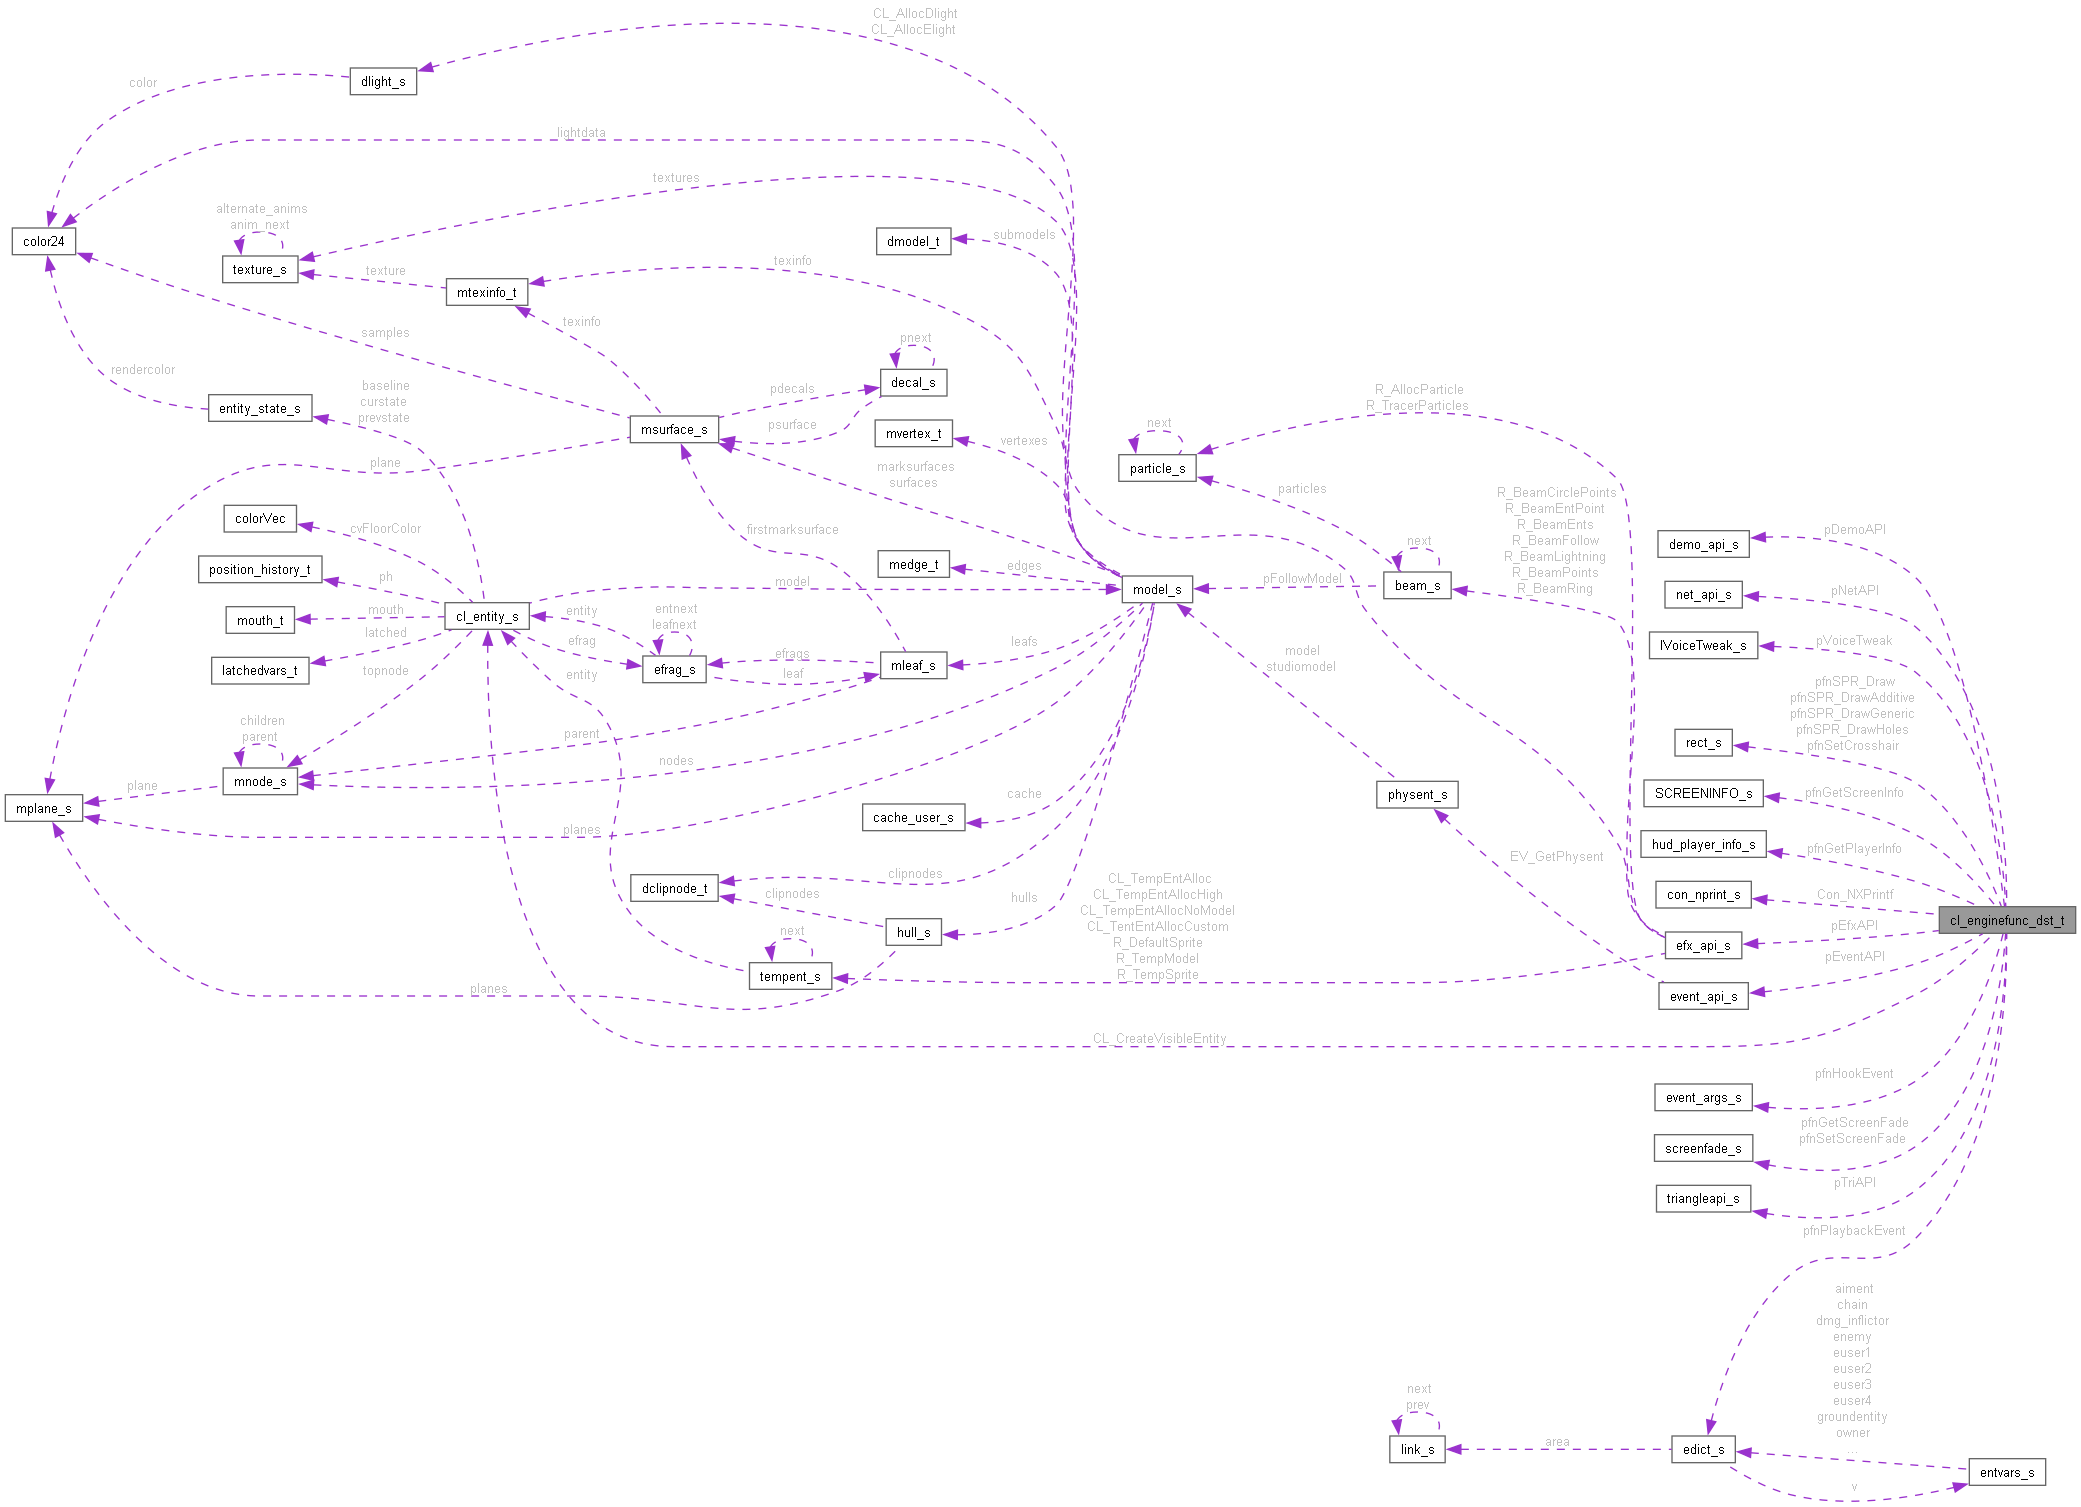 CL_AllocDlight
CL_AllocElight
dlight_s
color
lightdata
textures
alternate_anims
anim_next
color24
texture_s
texture
mtexinfo_t
texinfo
dmodel_t
submodels
samples
texinfo
pnext
decal_s
pdecals
psurface
rendercolor
entity_state_s
baseline
curstate
prevstate
msurface_s
mvertex_t
vertexes
plane
marksurfaces
surfaces
R_AllocParticle
R_TracerParticles
next
particle_s
particles
colorVec
cvFloorColor
firstmarksurface
R_BeamCirclePoints
R_BeamEntPoint
R_BeamEnts
R_BeamFollow
R_BeamLightning
R_BeamPoints
R_BeamRing
next
beam_s
pFollowModel
demo_api_s
pDemoAPI
position_history_t
ph
medge_t
edges
model
model_s
net_api_s
pNetAPI
mouth_t
mouth
cl_entity_s
entity
entnext
leafnext
latched
efrag
leafs
IVoiceTweak_s
pVoiceTweak
latchedvars_t
topnode
entity
efrag_s
efrags
leaf
mleaf_s
model
studiomodel
pfnSPR_Draw
pfnSPR_DrawAdditive
pfnSPR_DrawGeneric
pfnSPR_DrawHoles
pfnSetCrosshair
rect_s
children
parent
parent
mnode_s
nodes
plane
mplane_s
planes
cache_user_s
cache
physent_s
SCREENINFO_s
pfnGetScreenInfo
hud_player_info_s
pfnGetPlayerInfo
EV_GetPhysent
dclipnode_t
clipnodes
clipnodes
hulls
hull_s
CL_TempEntAlloc
CL_TempEntAllocHigh
CL_TempEntAllocNoModel
CL_TentEntAllocCustom
R_DefaultSprite
R_TempModel
R_TempSprite
con_nprint_s
Con_NXPrintf
cl_enginefunc_dst_t
efx_api_s
pEfxAPI
next
tempent_s
planes
event_api_s
pEventAPI
CL_CreateVisibleEntity
event_args_s
pfnHookEvent
screenfade_s
pfnGetScreenFade
pfnSetScreenFade
triangleapi_s
pTriAPI
pfnPlaybackEvent
aiment
chain
dmg_inflictor
enemy
euser1
euser2
euser3
euser4
groundentity
owner
...
next
prev
link_s
area
edict_s
entvars_s
v